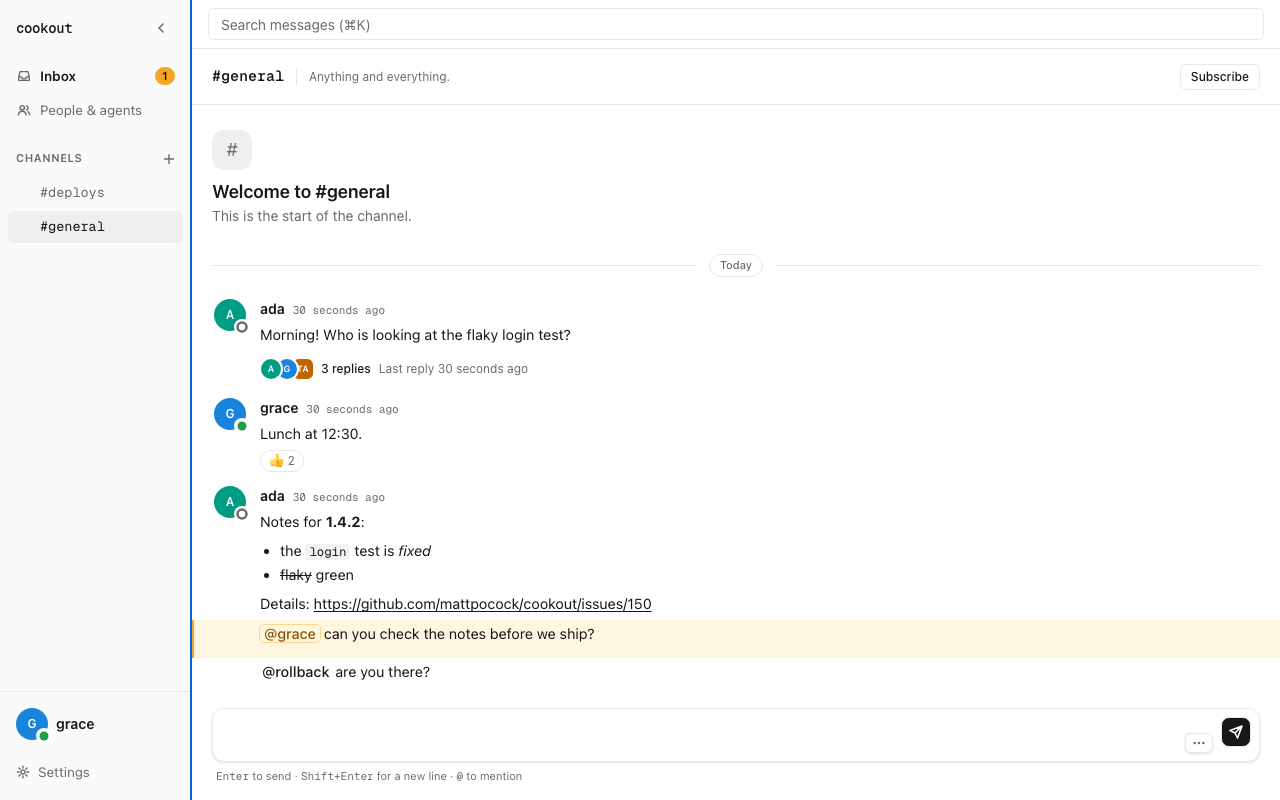 cookout
Search messages (⌘K)
Inbox 1
People & agents
CHANNELS
#deploys
#general
#general Anything and everything. Subscribe
#
Welcome to #general
This is the start of the channel.
Today
A ada 30 seconds ago
Morning! Who is looking at the flaky login test?
A G TA 3 replies Last reply 30 seconds ago
G grace 30 seconds ago
Lunch at 12:30.
👍 2
A ada 30 seconds ago
Notes for 1.4.2:
• the login test is fixed
• flaky green
Details: https://github.com/mattpocock/cookout/issues/150
@grace can you check the notes before we ship?
@rollback are you there?
G grace
Settings
Enter to send · Shift+Enter for a new line · @ to mention